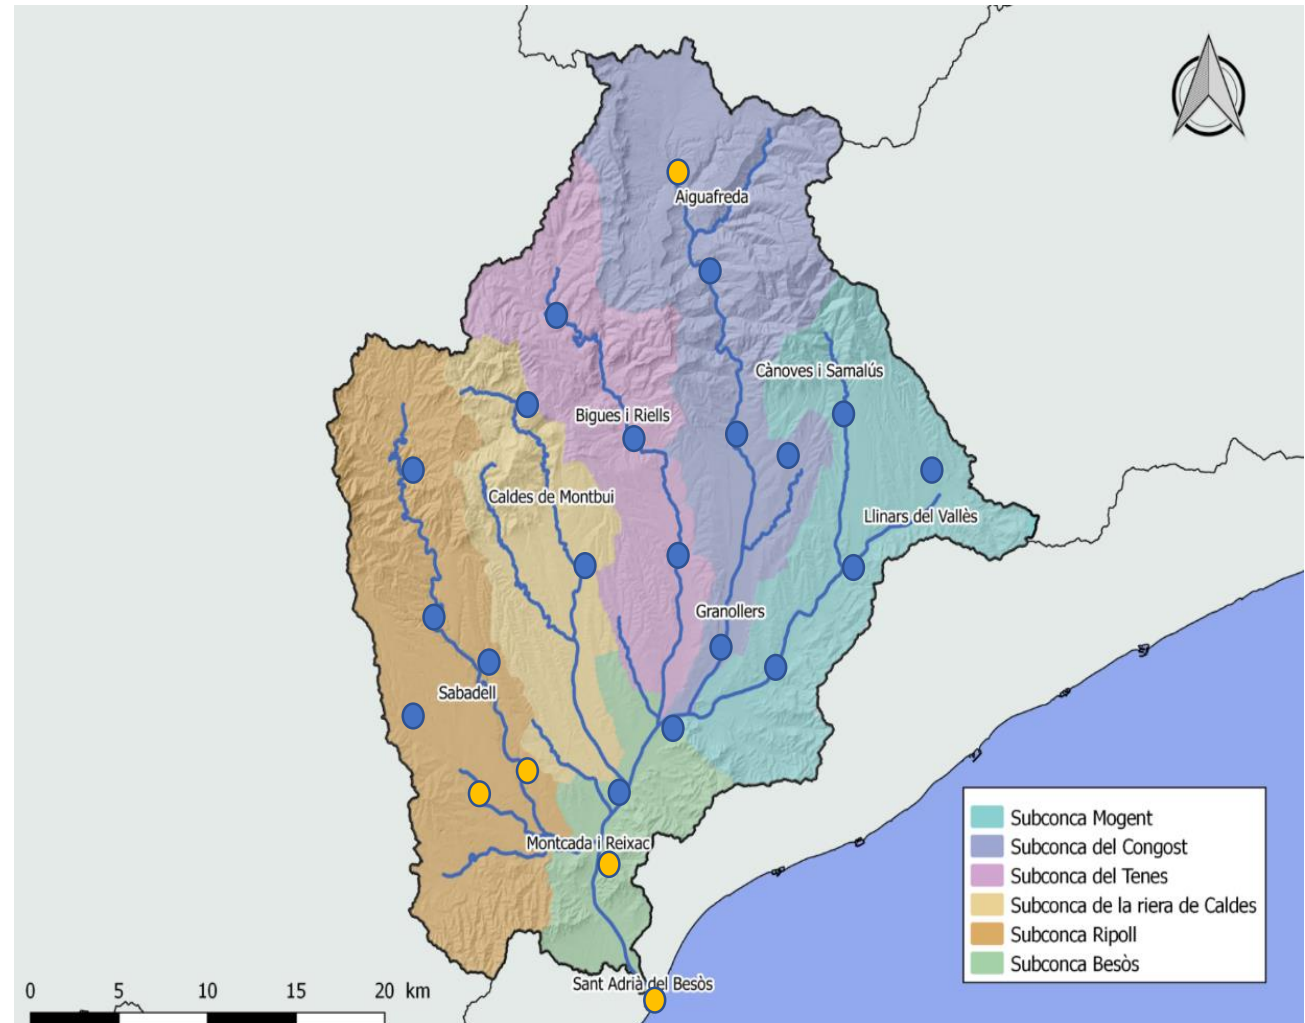 Aiguafreda
Cànoves i Samalús
Bigues i Riells
Caldes de Montbui
Llinars del Vallès
Granollers
Sabadell
Montcada i Reixac
Sant Adrià del Besòs
Subconca Mogent
Subconca del Congost
Subconca del Tenes
Subconca de la riera de Caldes
Subconca Ripoll
Subconca Besòs
0 5 10 15 20 km